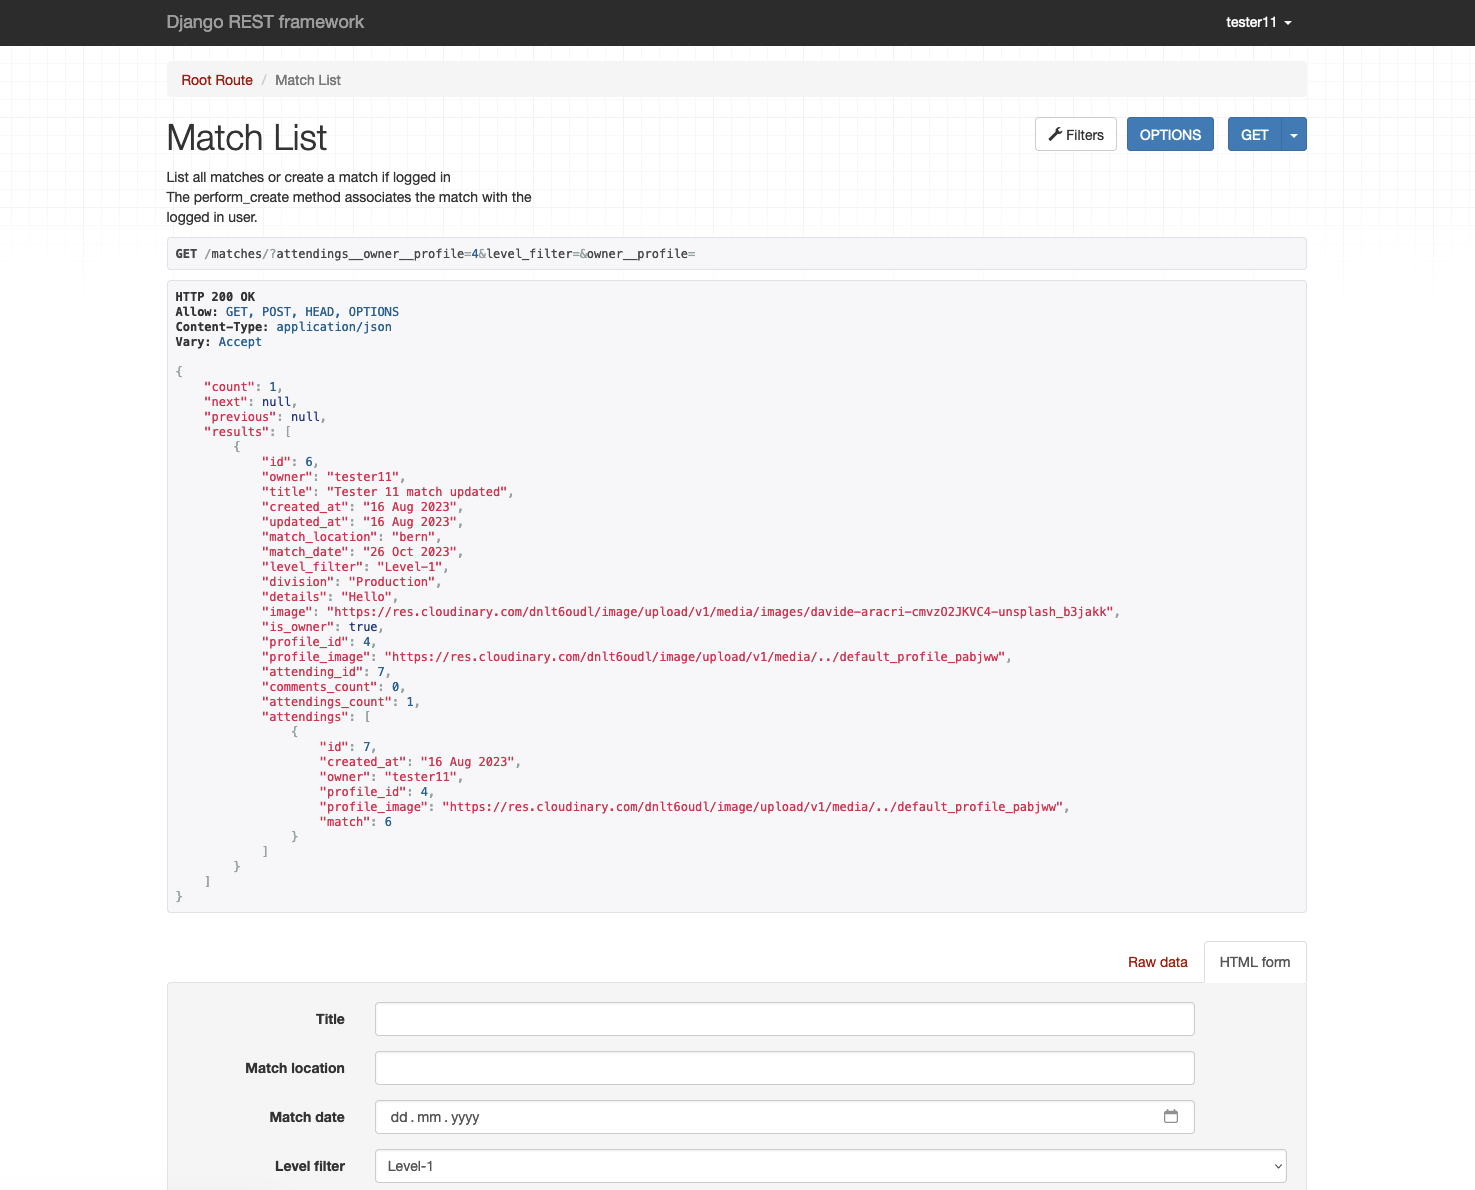 Django REST framework
tester11
Root Route / Match List
Match List
Filters
OPTIONS
GET
List all matches or create a match if logged in
The perform_create method associates the match with the
logged in user.
GET /matches/?attendings__owner__profile=4&level_filter=&owner__profile=
HTTP 200 OK
Allow: GET, POST, HEAD, OPTIONS
Content-Type: application/json
Vary: Accept
{
    "count": 1,
    "next": null,
    "previous": null,
    "results": [
        {
            "id": 6,
            "owner": "tester11",
            "title": "Tester 11 match updated",
            "created_at": "16 Aug 2023",
            "updated_at": "16 Aug 2023",
            "match_location": "bern",
            "match_date": "26 Oct 2023",
            "level_filter": "Level-1",
            "division": "Production",
            "details": "Hello",
            "image": "https://res.cloudinary.com/dnlt6oudl/image/upload/v1/media/images/davide-aracri-cmvzO2JKVC4-unsplash_b3jakk",
            "is_owner": true,
            "profile_id": 4,
            "profile_image": "https://res.cloudinary.com/dnlt6oudl/image/upload/v1/media/../default_profile_pabjww",
            "attending_id": 7,
            "comments_count": 0,
            "attendings_count": 1,
            "attendings": [
                {
                    "id": 7,
                    "created_at": "16 Aug 2023",
                    "owner": "tester11",
                    "profile_id": 4,
                    "profile_image": "https://res.cloudinary.com/dnlt6oudl/image/upload/v1/media/../default_profile_pabjww",
                    "match": 6
                }
            ]
        }
    ]
}
Raw data
HTML form
Title
Match location
Match date
dd.mm.yyyy
Level filter
Level-1